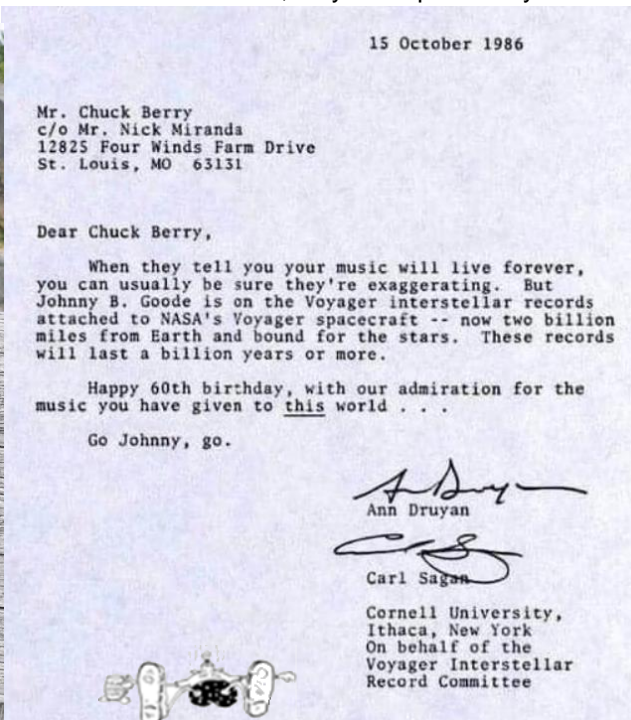 15 October 1986
Mr. Chuck Berry
c/o Mr. Nick Miranda
12825 Four Winds Farm Drive
St. Louis, MO 63131
Dear Chuck Berry,
When they tell you your music will live forever,
you can usually be sure they're exaggerating. But
Johnny B. Goode is on the Voyager interstellar records
attached to NASA's Voyager spacecraft -- now two billion
miles from Earth and bound for the stars. These records
will last a billion years or more.
Happy 60th birthday, with our admiration for the
music you have given to this world . . .
Go Johnny, go.
Ann Druyan
Carl Sagan
Cornell University,
Ithaca, New York
On behalf of the
Voyager Interstellar
Record Committee